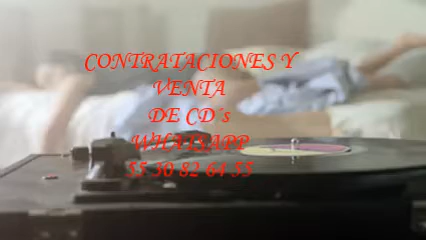 CONTRATACIONES Y
VENTA
DE CD´s
WHATSAPP
55 30 82 64 55